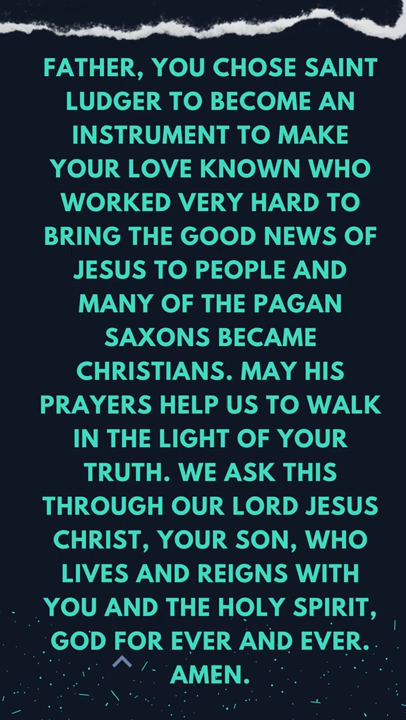 FATHER, YOU CHOSE SAINT
LUDGER TO BECOME AN
INSTRUMENT TO MAKE
YOUR LOVE KNOWN WHO
WORKED VERY HARD TO
BRING THE GOOD NEWS OF
JESUS TO PEOPLE AND
MANY OF THE PAGAN
SAXONS BECAME
CHRISTIANS. MAY HIS
PRAYERS HELP US TO WALK
IN THE LIGHT OF YOUR
TRUTH. WE ASK THIS
THROUGH OUR LORD JESUS
CHRIST, YOUR SON, WHO
LIVES AND REIGNS WITH
YOU AND THE HOLY SPIRIT,
GOD FOR EVER AND EVER.
AMEN.